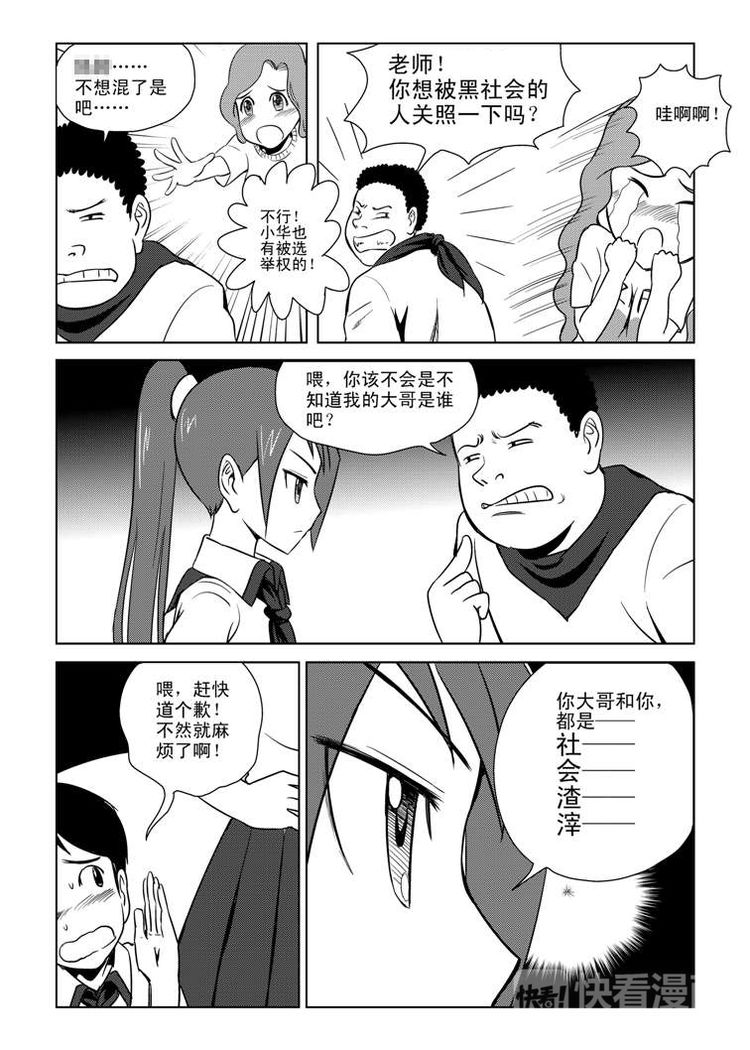 ……
不想混了是
吧……
不行！
小华也
有被选
举权的！
老师！
你想被黑社会的
人关照一下吗？
哇啊啊！
喂，你该不会是不
知道我的大哥是谁
吧？
喂，赶快
道个歉！
不然就麻
烦了啊！
你大哥和你，
都是——
社——
会——
渣——
滓——
快看！
快看漫